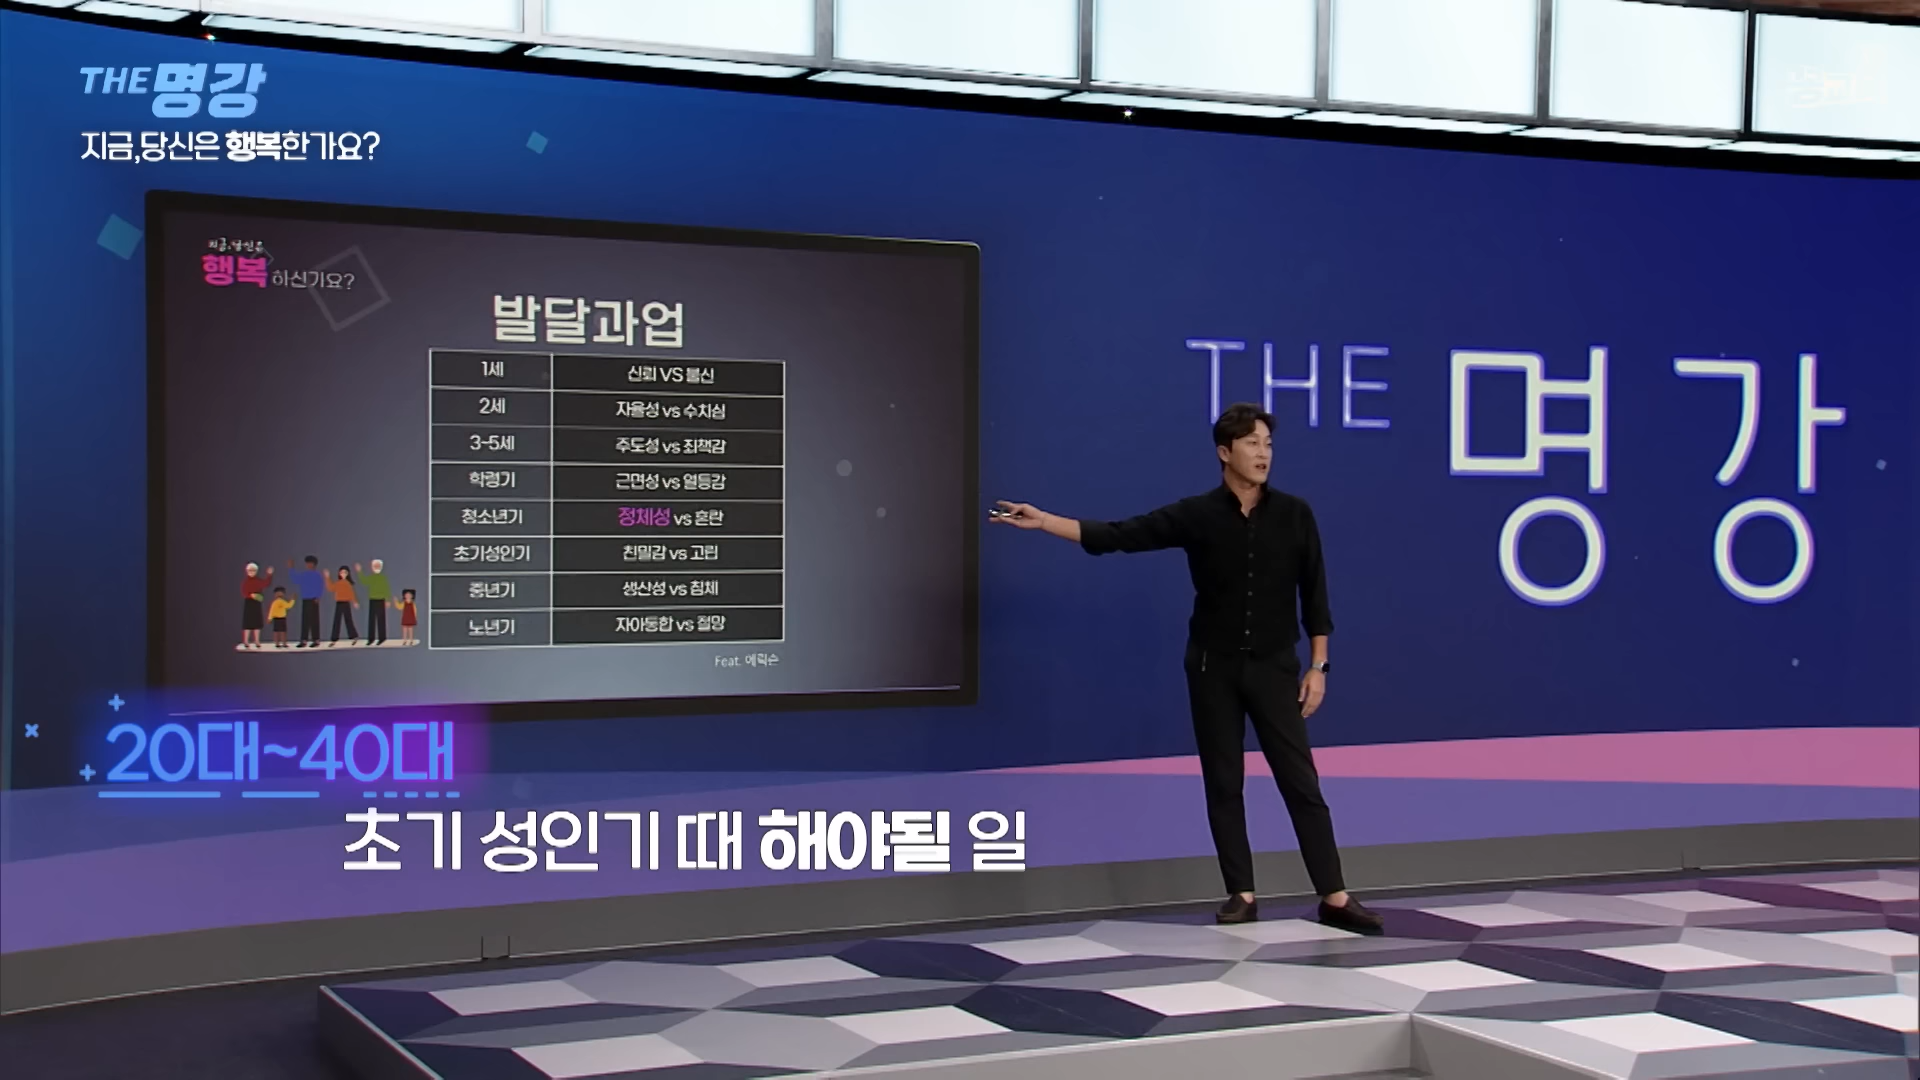 THE 명강
지금,당신은 행복한가요?
지금,당신은
행복하신가요?
발달과업
1세 신뢰 VS 불신
2세 자율성 vs 수치심
3~5세 주도성 vs 죄책감
학령기 근면성 vs 열등감
청소년기 정체성 vs 혼란
초기성인기 친밀감 vs 고립
중년기 생산성 vs 침체
노년기 자아통합 vs 절망
Feat. 에릭슨
THE 명강
20대~40대
초기 성인기 때 해야될 일